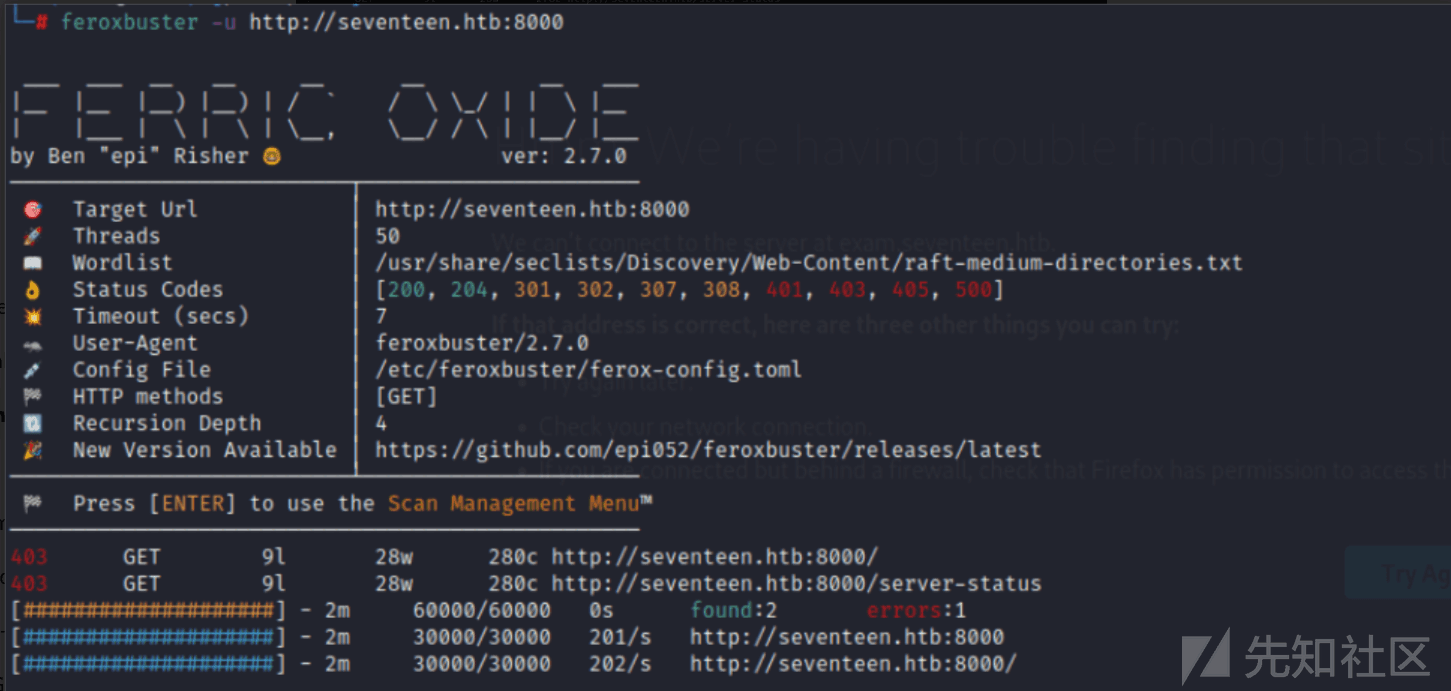 # feroxbuster -u http://seventeen.htb:8000
FERRIC OXIDE
by Ben "epi" Risher 🤓 ver: 2.7.0
We're having trouble finding that
🎯 Target Url │ http://seventeen.htb:8000
🚀 Threads │ 50
We can't connect to the server at exam.seventeen.htb.
📖 Wordlist │ /usr/share/seclists/Discovery/Web-Content/raft-medium-directories.txt
👌 Status Codes │ [200, 204, 301, 302, 307, 308, 401, 403, 405, 500]
💥 Timeout (secs) │ 7
If that address is correct, here are three other things you can try:
🦡 User-Agent │ feroxbuster/2.7.0
💉 Config File │ /etc/feroxbuster/ferox-config.toml
Try again later.
🏁 HTTP methods │ [GET]
🔃 Recursion Depth │ 4
Check your network connection.
🎉 New Version Available │ https://github.com/epi052/feroxbuster/releases/latest
If you are connected but behind a firewall, check that Firefox has permission to access
🏁 Press [ENTER] to use the Scan Management Menu™
403 GET 9l 28w 280c http://seventeen.htb:8000/
Try
403 GET 9l 28w 280c http://seventeen.htb:8000/server-status
[####################] - 2m 60000/60000 0s found:2 errors:1
[####################] - 2m 30000/30000 201/s http://seventeen.htb:8000
[####################] - 2m 30000/30000 202/s http://seventeen.htb:8000/
先知社区